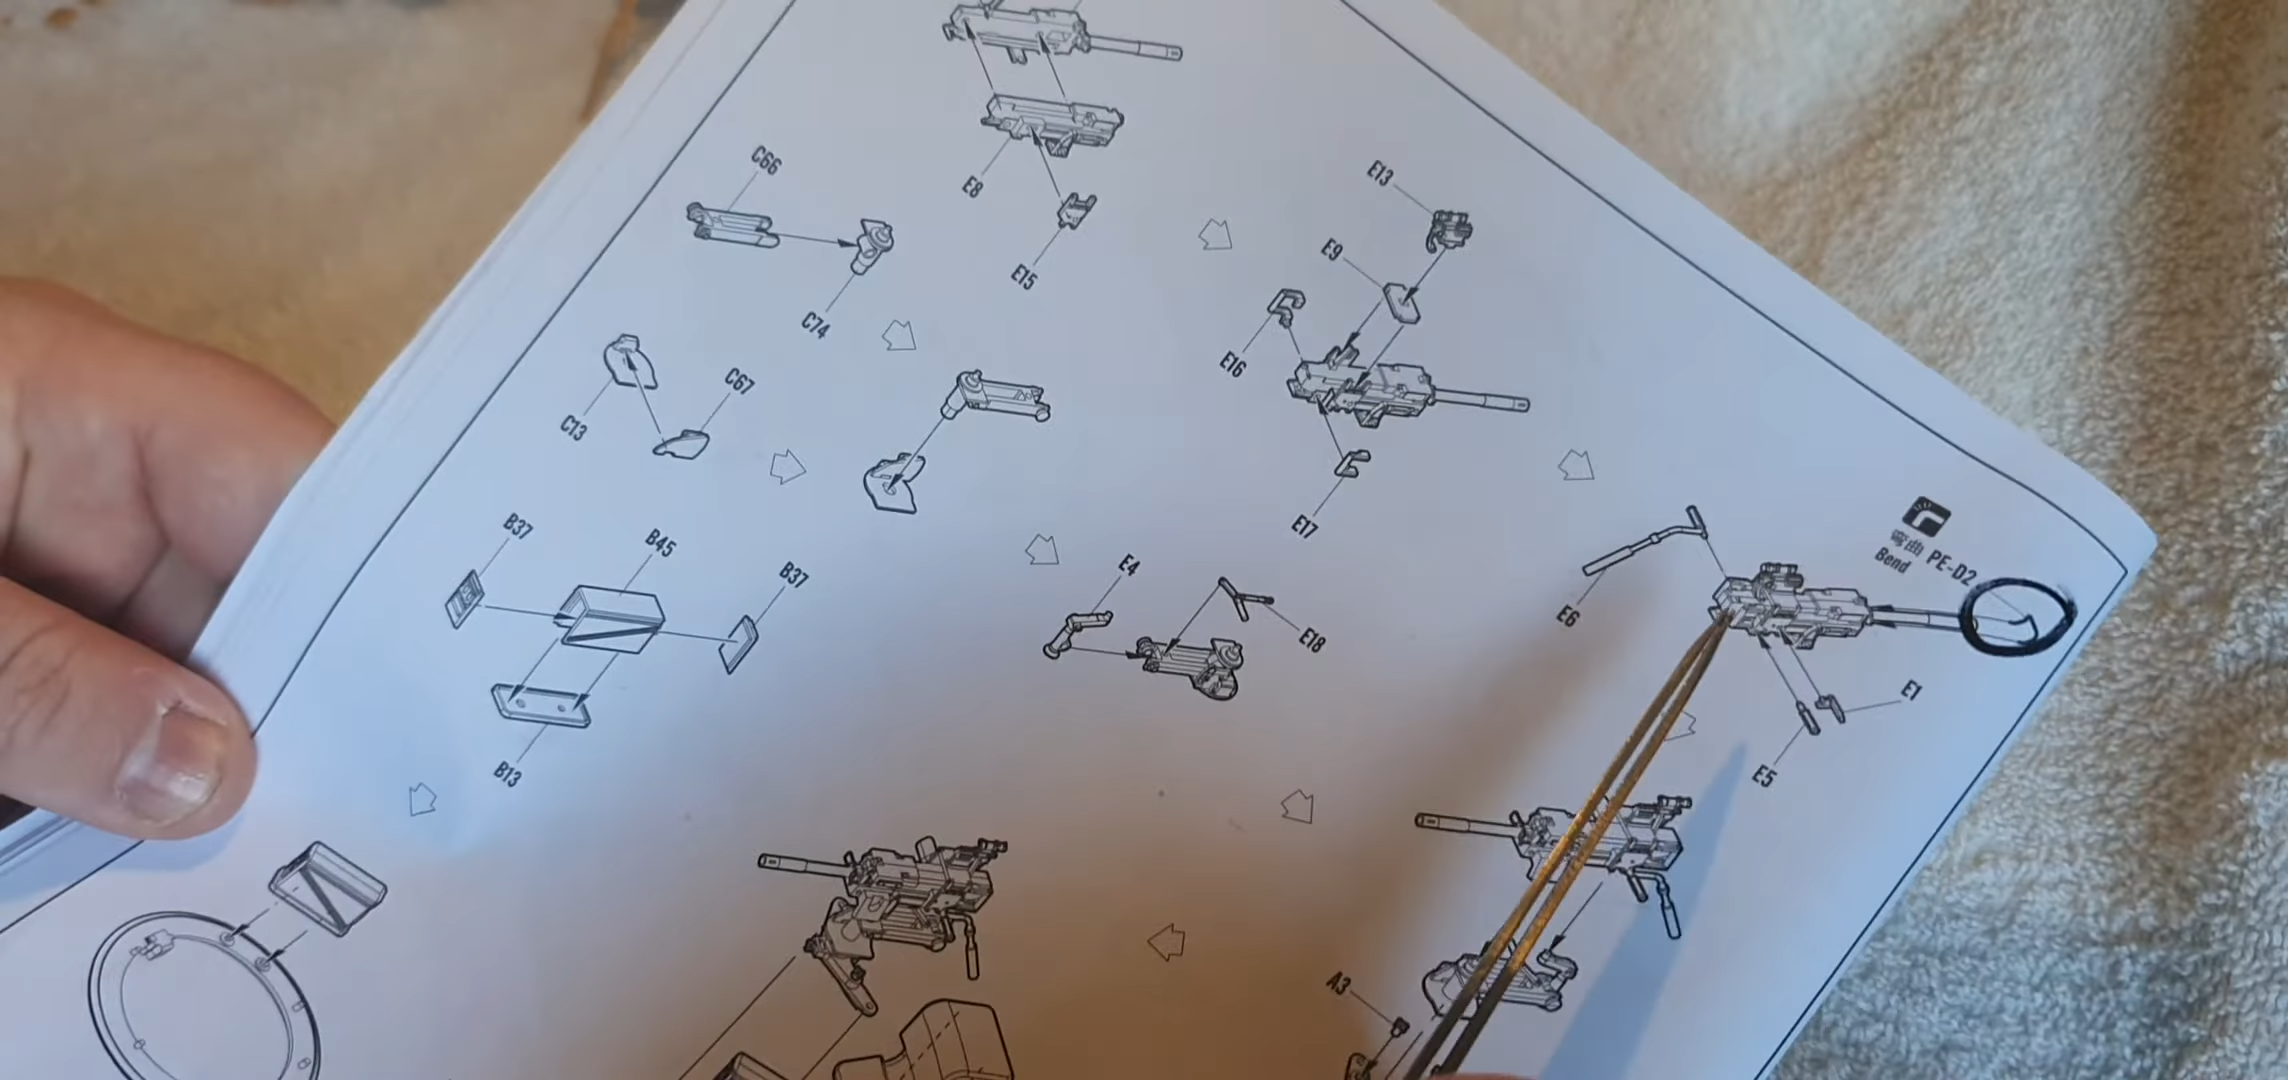 C66
E8
E15
C74
E13
E9
E16
E17
C13
C67
B37
B45
B37
B13
E4
E18
弯曲 PE-D2
Bend
E6
E1
E5
A3